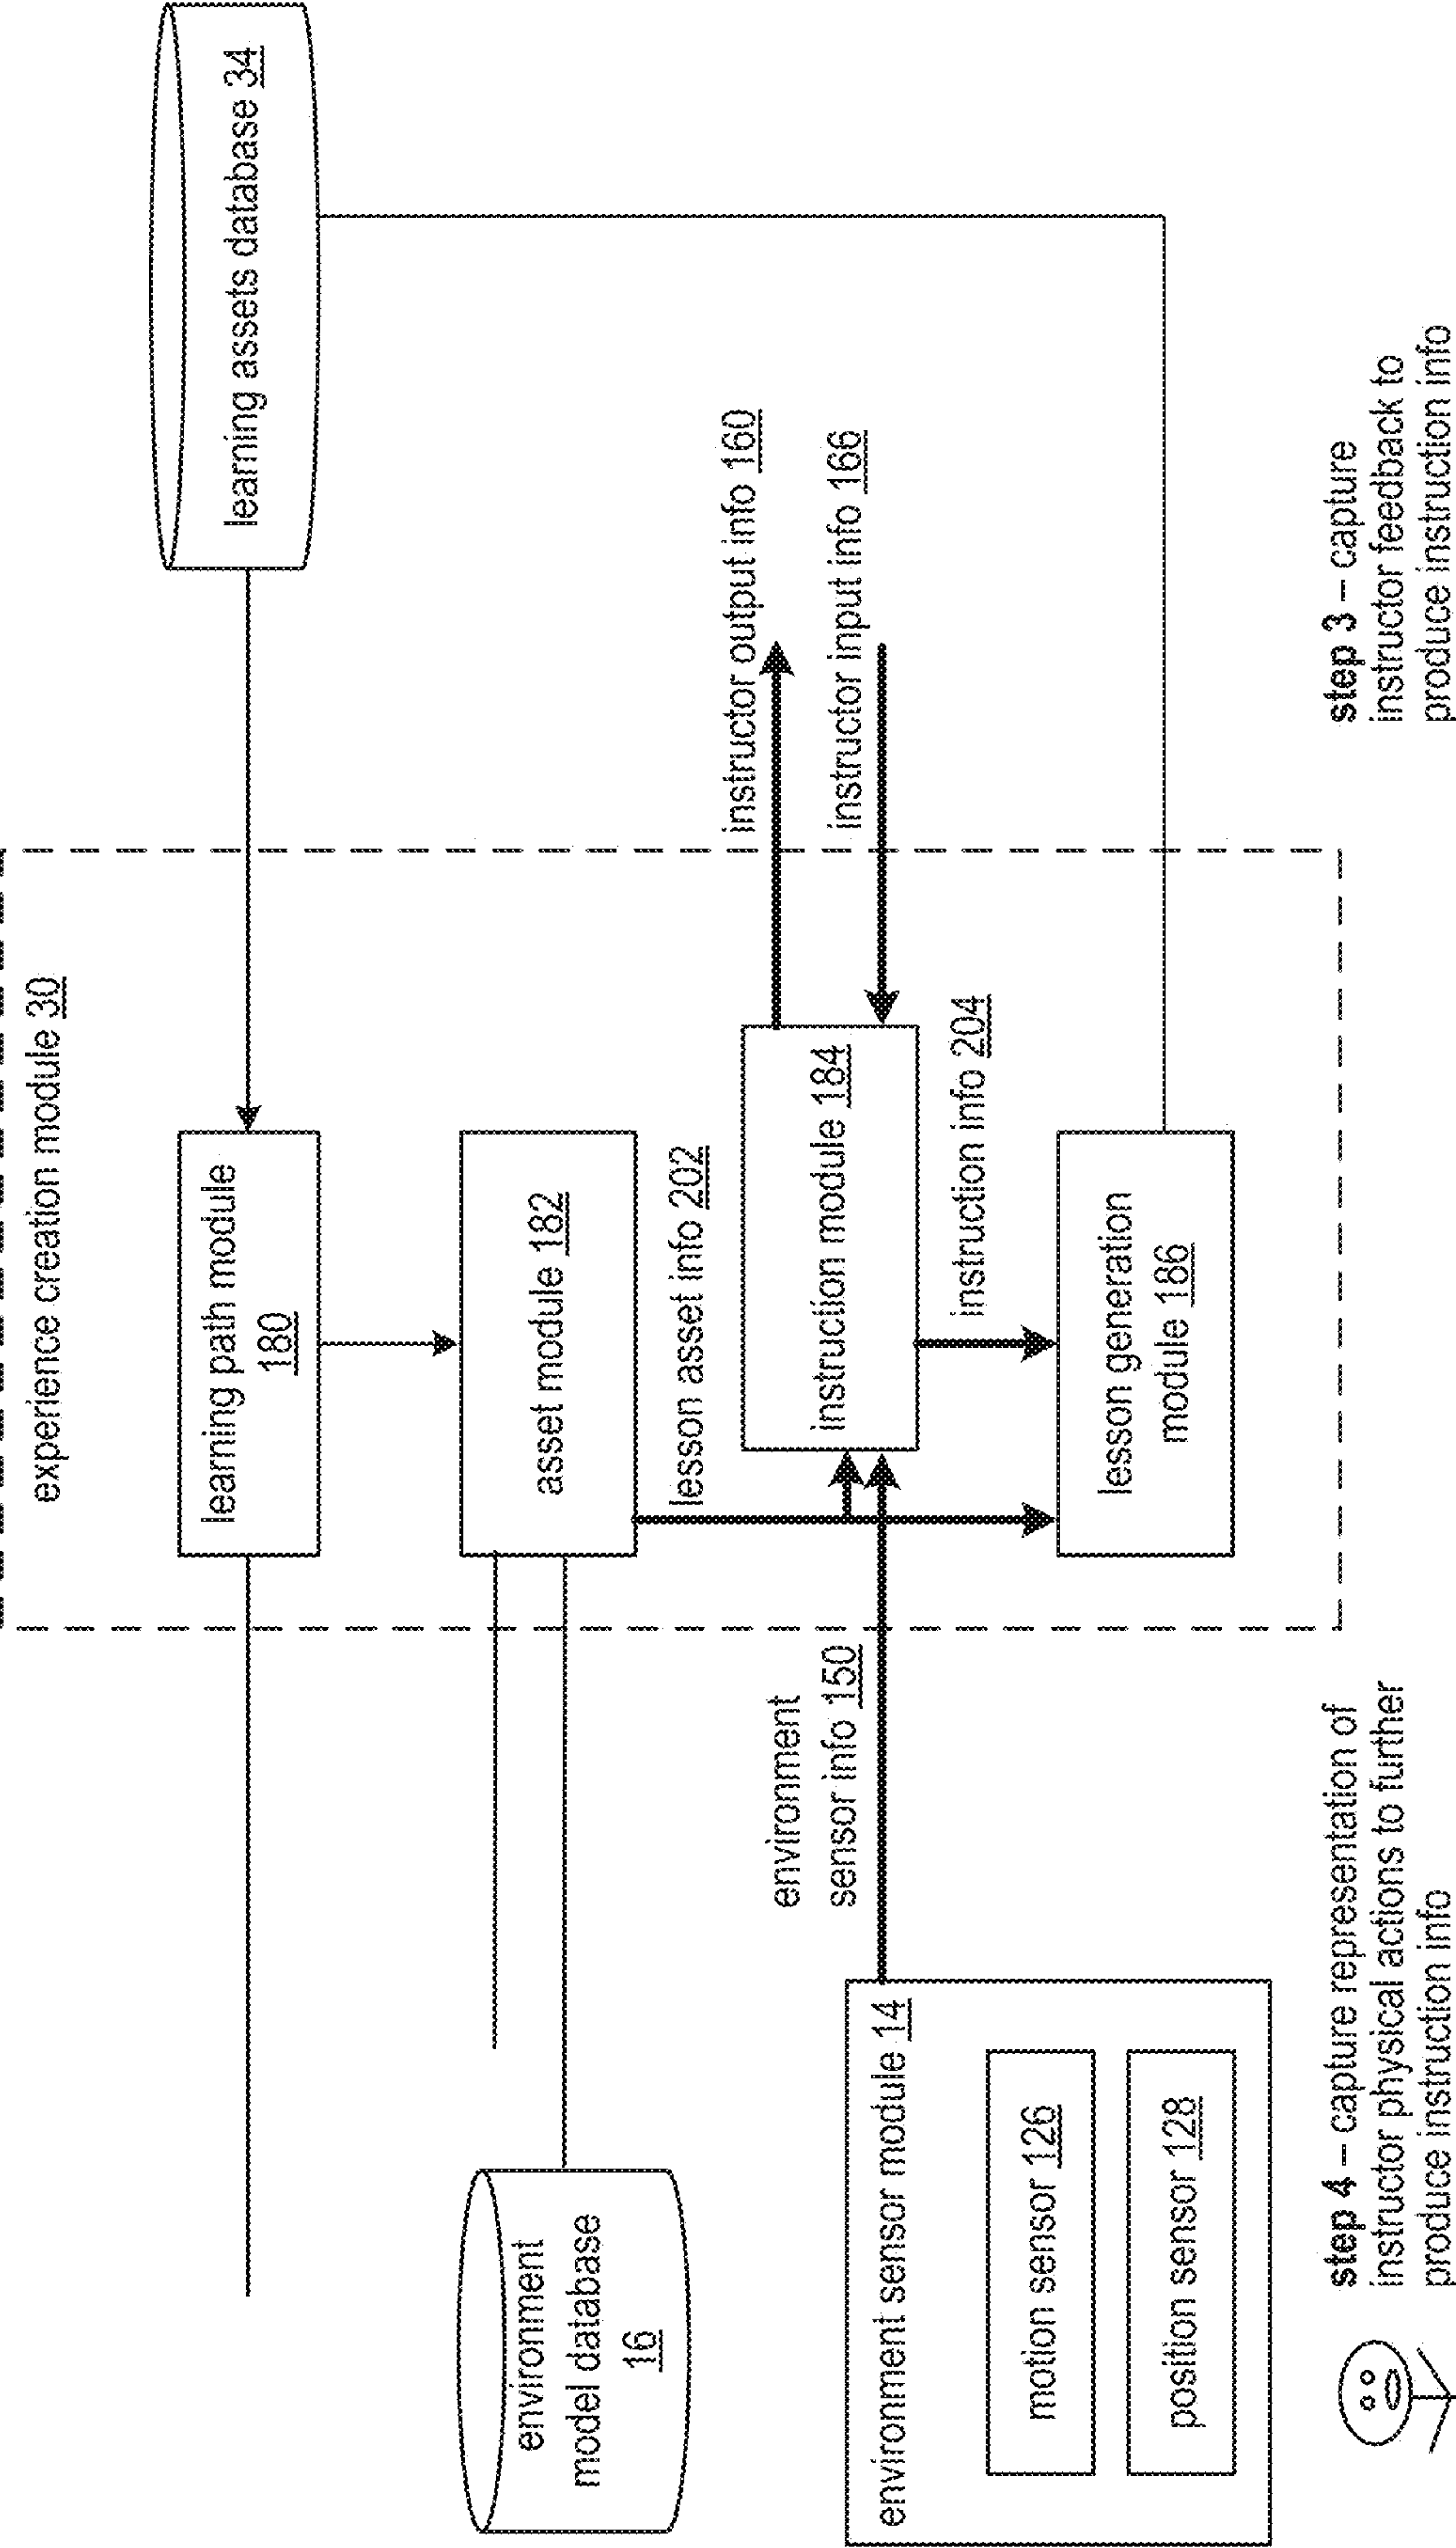 experience creation module 30
learning assets database 34
learning path module
180
environment
model database
16
asset module 182
lesson asset info 202
instructor output info 160
instructor input info 166
instruction module 184
environment
sensor info 150
instruction info 204
environment sensor module 14
motion sensor 126
position sensor 128
lesson generation
module 186
step 4 – capture representation of
instructor physical actions to further
produce instruction info
step 3 – capture
instructor feedback to
produce instruction info